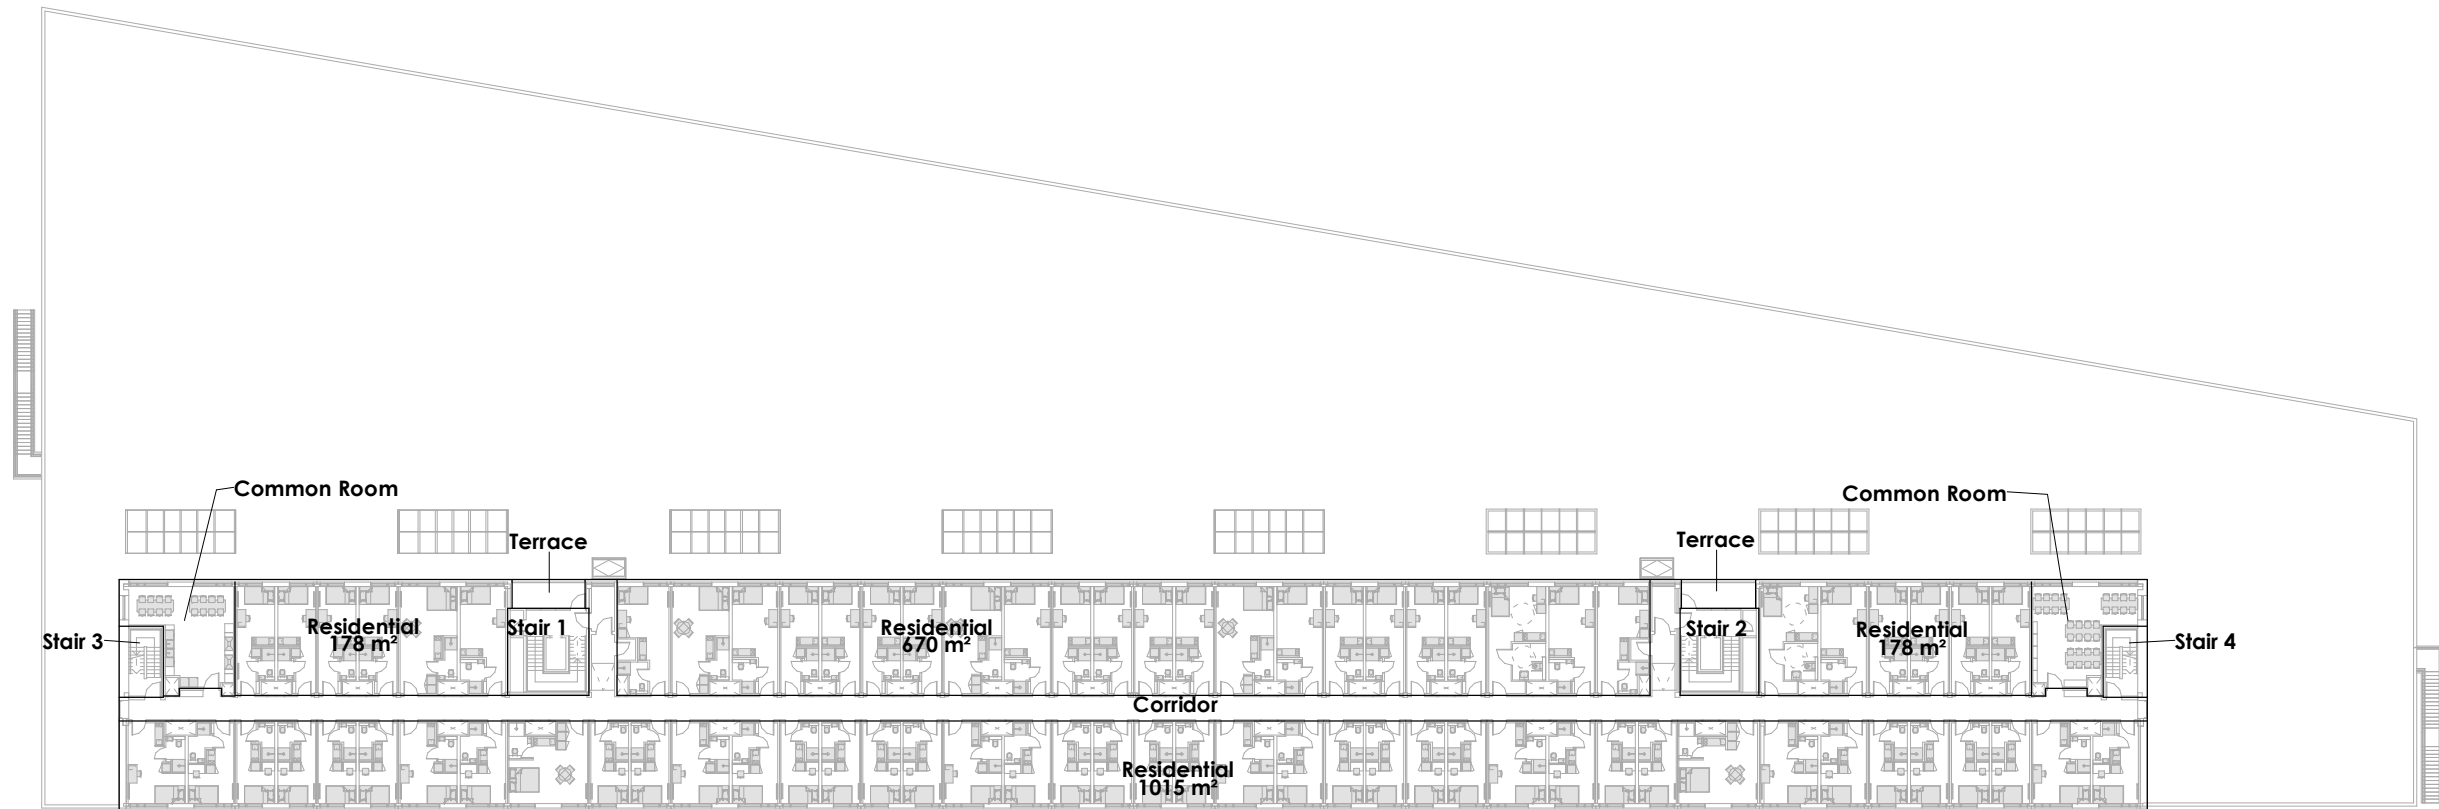 Common Room
Common Room
Terrace
Terrace
Residential
178 m²
Stair 1
Residential
670 m²
Stair 2
Residential
178 m²
Stair 3
Stair 4
Corridor
Residential
1015 m²